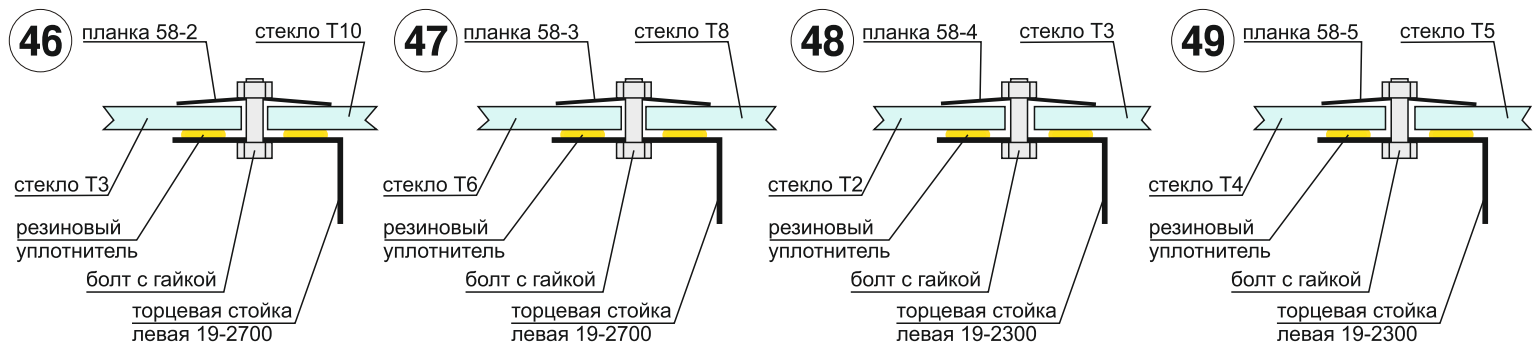 46
планка 58-2
стекло Т10
стекло Т3
резиновый
уплотнитель
болт с гайкой
торцевая стойка
левая 19-2700
47
планка 58-3
стекло Т8
стекло Т6
резиновый
уплотнитель
болт с гайкой
торцевая стойка
левая 19-2700
48
планка 58-4
стекло Т3
стекло Т2
резиновый
уплотнитель
болт с гайкой
торцевая стойка
левая 19-2300
49
планка 58-5
стекло Т5
стекло Т4
резиновый
уплотнитель
болт с гайкой
торцевая стойка
левая 19-2300